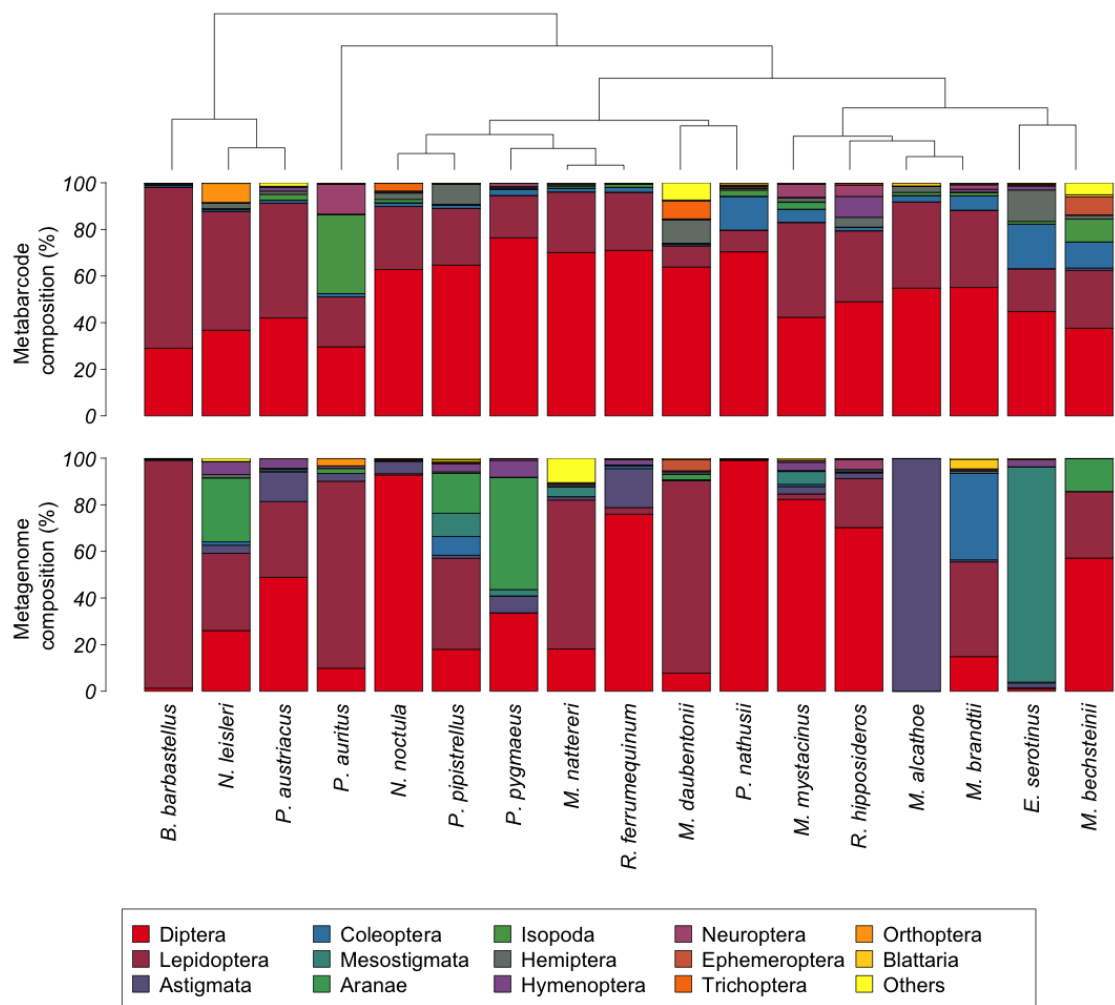 Metabarcode
composition (%)
100
80
60
40
20
0
Metagenome
composition (%)
100
80
60
40
20
0
B. barbastellus
N. leisleri
P. austriacus
P. auritus
N. noctula
P. pipistrellus
P. pygmaeus
M. nattereri
R. ferrumequinum
M. daubentonii
P. nathusii
M. mystacinus
R. hipposideros
M. alcathoe
M. brandtii
E. serotinus
M. bechsteinii
Diptera Coleoptera Isopoda Neuroptera Orthoptera
Lepidoptera Mesostigmata Hemiptera Ephemeroptera Blattaria
Astigmata Aranae Hymenoptera Trichoptera Others